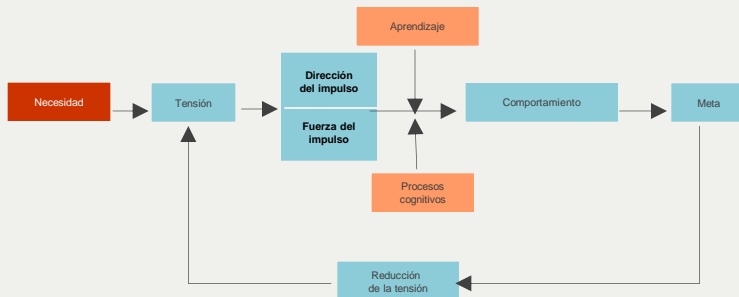 Aprendizaje
Necesidad
Tensión
Dirección
del impulso
Fuerza del
impulso
Comportamiento
Meta
Procesos
cognitivos
Reducción
de la tensión